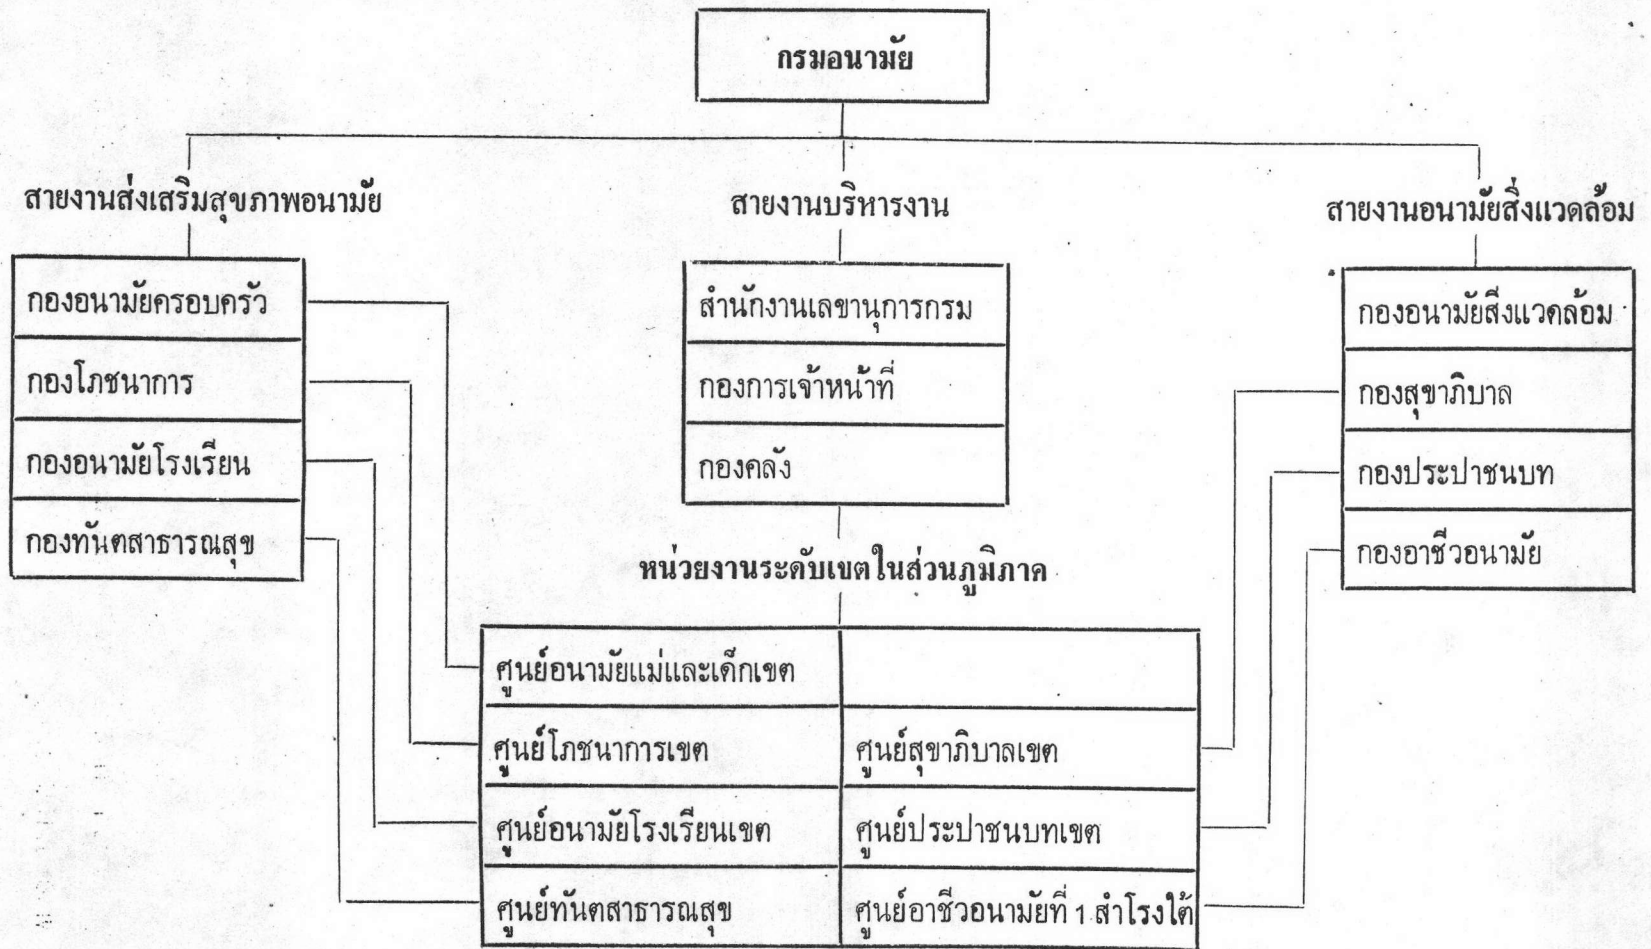 กรมอนามัย
สายงานส่งเสริมสุขภาพอนามัย
กองอนามัยครอบครัว
กองโภชนาการ
กองอนามัยโรงเรียน
กองทันตสาธารณสุข
สายงานบริหารงาน
สำนักงานเลขานุการกรม
กองการเจ้าหน้าที่
กองคลัง
สายงานอนามัยสิ่งแวดล้อม
กองอนามัยสิ่งแวดล้อม
กองสุขาภิบาล
กองประปาชนบท
กองอาชีวอนามัย
หน่วยงานระดับเขตในส่วนภูมิภาค
ศูนย์อนามัยแม่และเด็กเขต
ศูนย์โภชนาการเขต
ศูนย์อนามัยโรงเรียนเขต
ศูนย์ทันตสาธารณสุข
ศูนย์สุขาภิบาลเขต
ศูนย์ประปาชนบทเขต
ศูนย์อาชีวอนามัยที่ 1 สำโรงใต้